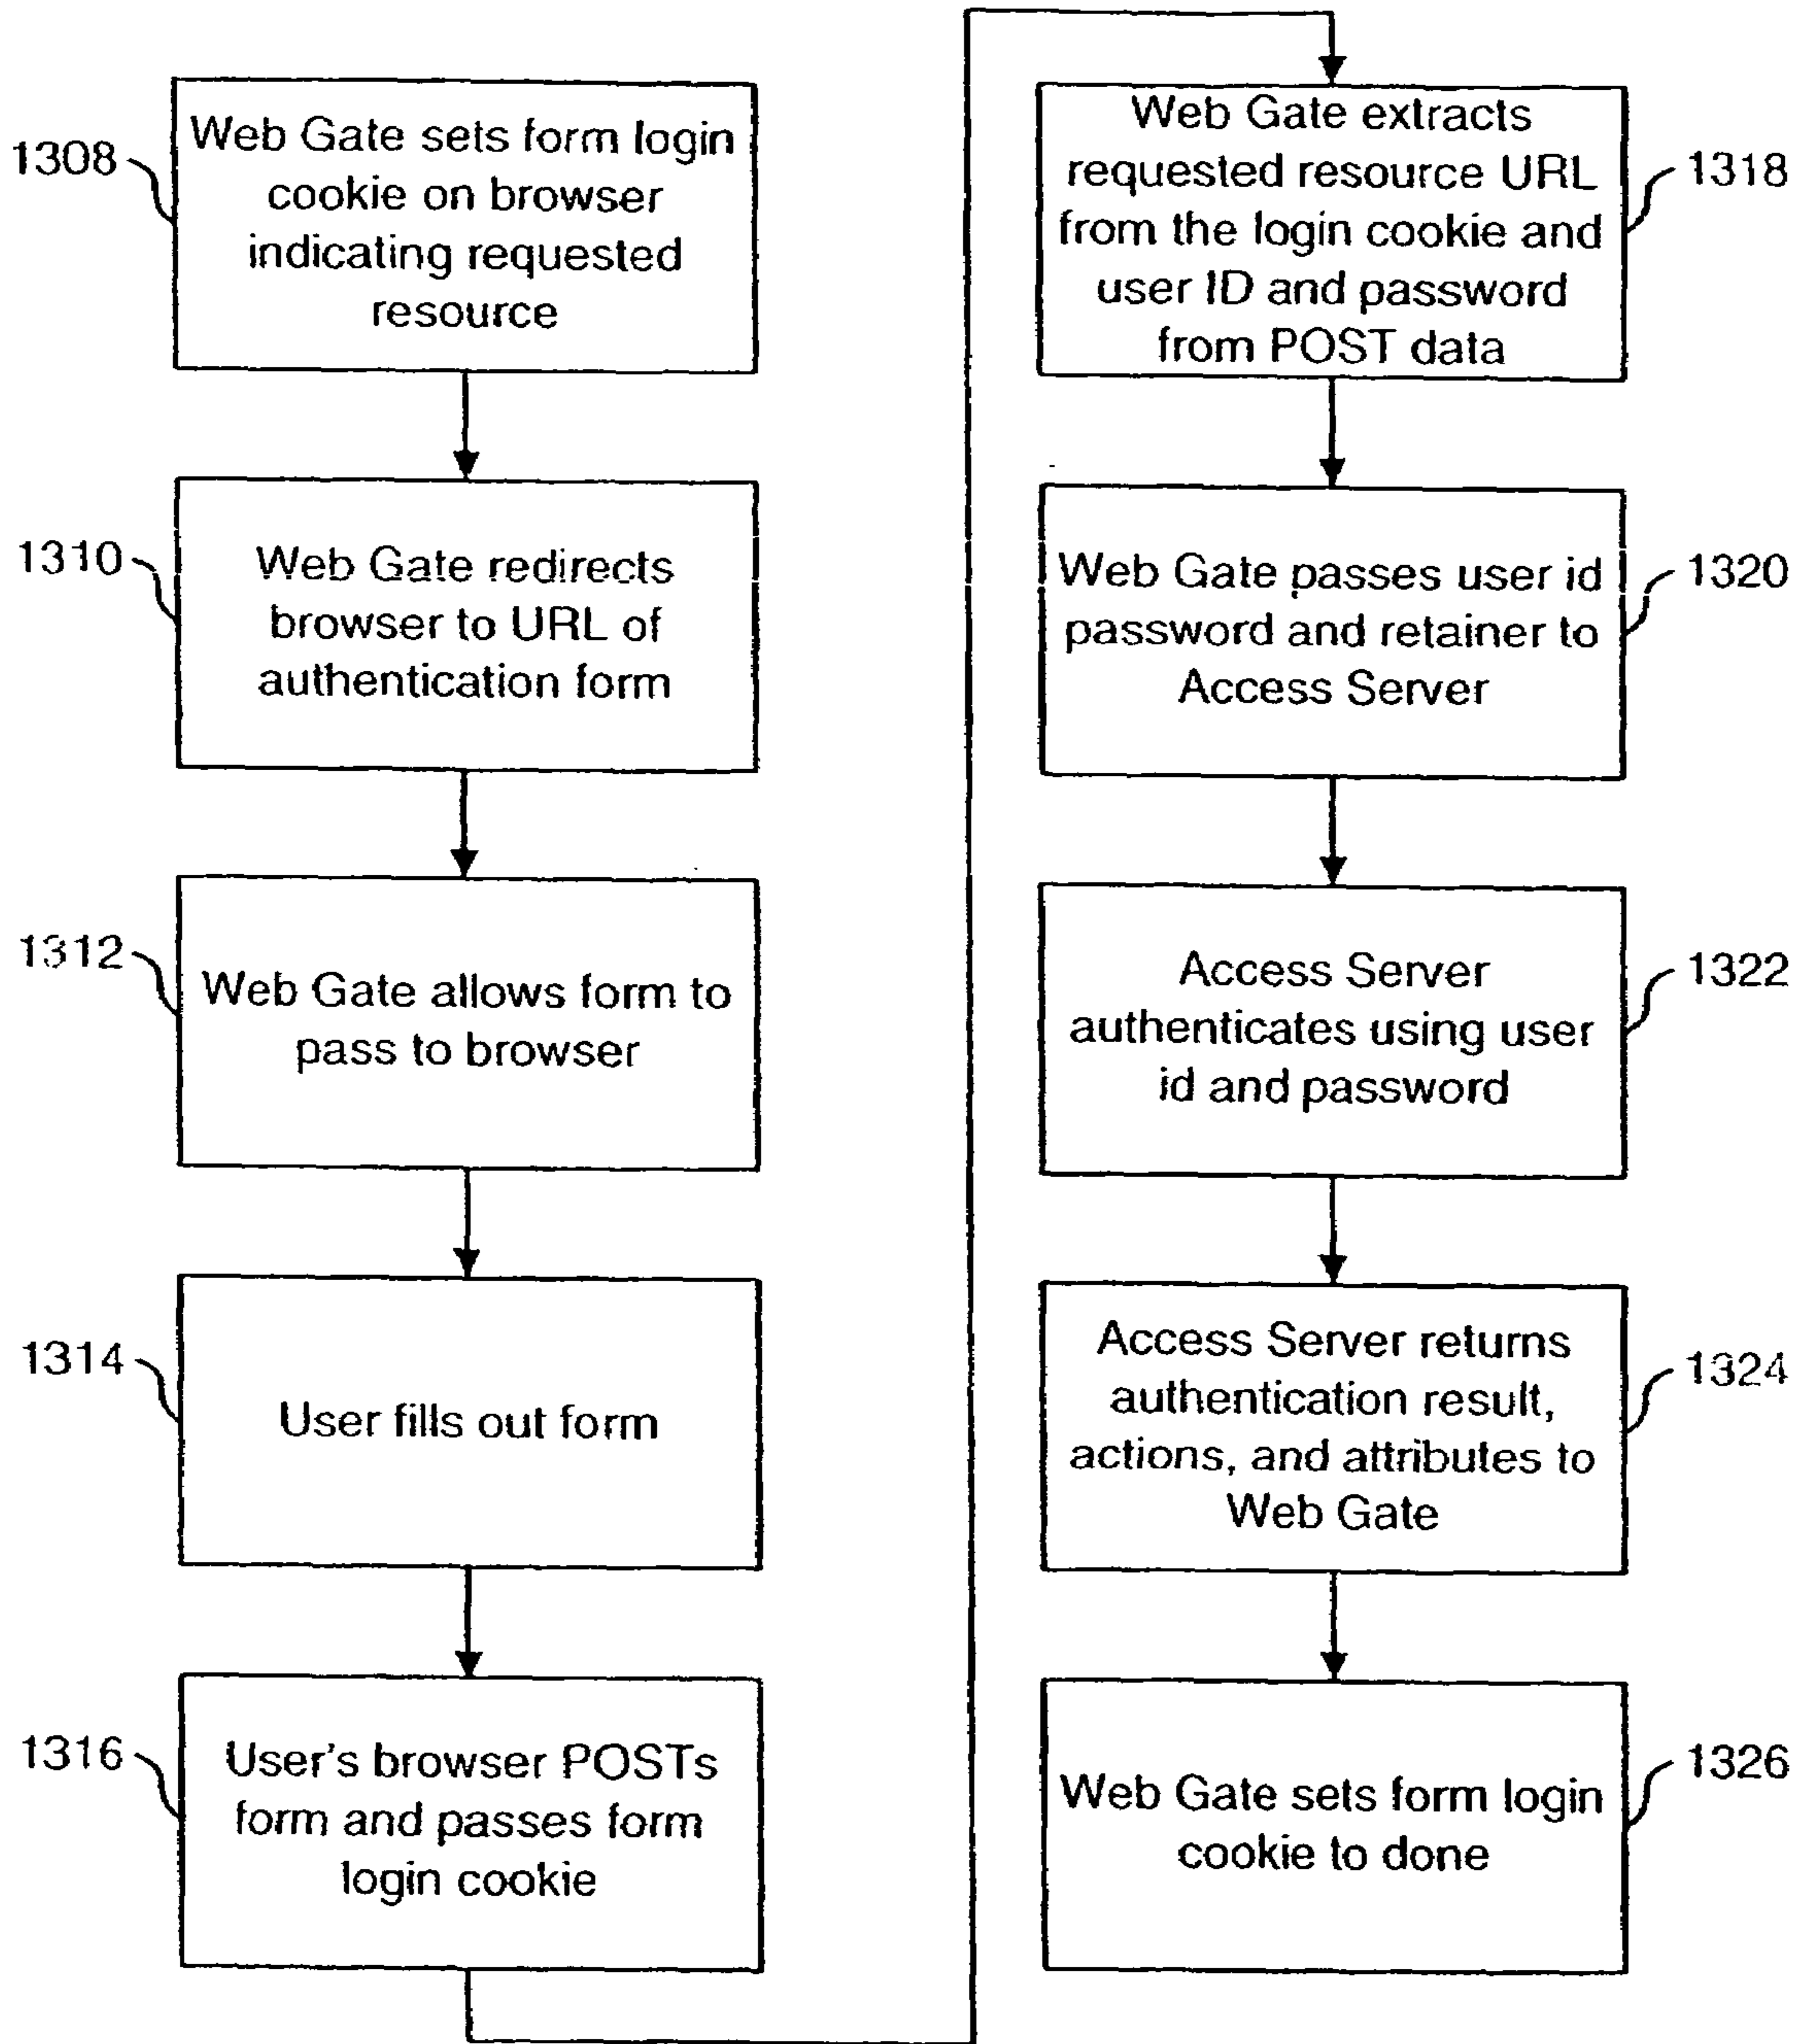 1308
Web Gate sets form login
cookie on browser
indicating requested
resource
1310
Web Gate redirects
browser to URL of
authentication form
1312
Web Gate allows form to
pass to browser
1314
User fills out form
1316
User's browser POSTs
form and passes form
login cookie
Web Gate extracts
requested resource URL
from the login cookie and
user ID and password
from POST data
1318
Web Gate passes user id
password and retainer to
Access Server
1320
Access Server
authenticates using user
id and password
1322
Access Server returns
authentication result,
actions, and attributes to
Web Gate
1324
Web Gate sets form login
cookie to done
1326